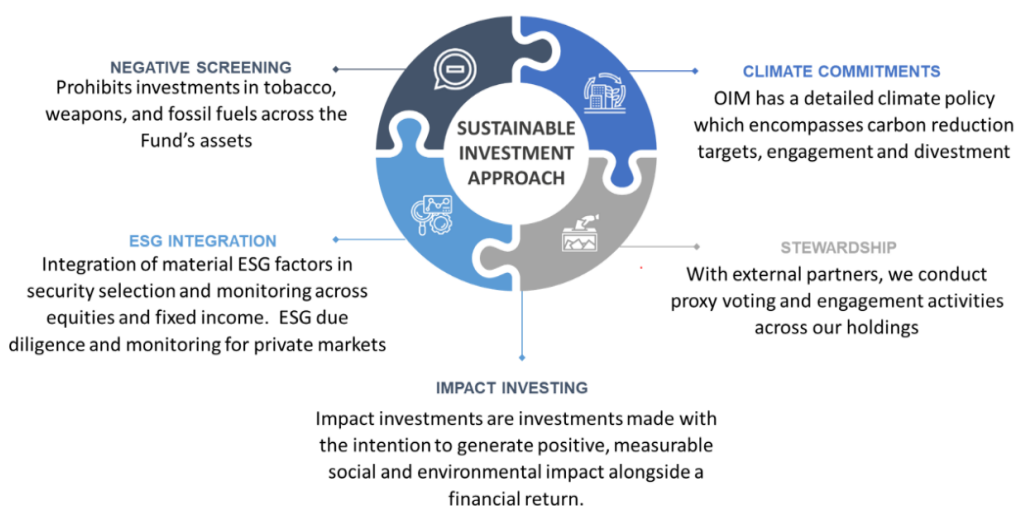 NEGATIVE SCREENING
Prohibits investments in tobacco,
weapons, and fossil fuels across the
Fund's assets
SUSTAINABLE
INVESTMENT
APPROACH
CLIMATE COMMITMENTS
OIM has a detailed climate policy
which encompasses carbon reduction
targets, engagement and divestment
ESG INTEGRATION
Integration of material ESG factors in
security selection and monitoring across
equities and fixed income.  ESG due
diligence and monitoring for private markets
STEWARDSHIP
With external partners, we conduct
proxy voting and engagement activities
across our holdings
IMPACT INVESTING
Impact investments are investments made with
the intention to generate positive, measurable
social and environmental impact alongside a
financial return.